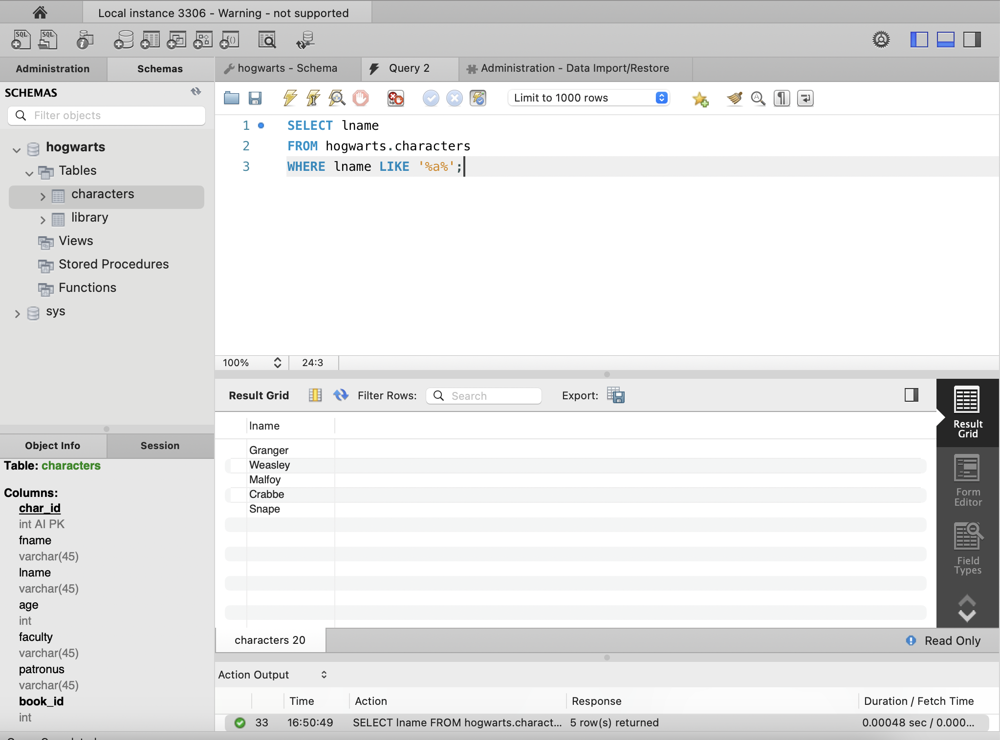 Local instance 3306 - Warning - not supported
SQL
SQL
i
f()
Administration
Schemas
hogwarts - Schema
Query 2
Administration - Data Import/Restore
SCHEMAS
Limit to 1000 rows
Filter objects
1 SELECT lname
2 FROM hogwarts.characters
3 WHERE lname LIKE '%a%';
hogwarts
Tables
characters
library
Views
Stored Procedures
Functions
sys
100%
24:3
Result Grid
Filter Rows:
Search
Export:
Result
Grid
lname
Granger
Weasley
Malfoy
Crabbe
Snape
Form
Editor
Field
Types
Object Info
Session
Table: characters
Columns:
char_id
int AI PK
fname
varchar(45)
lname
varchar(45)
age
int
faculty
varchar(45)
patronus
varchar(45)
book_id
int
characters 20
Read Only
Action Output
Time
Action
Response
Duration / Fetch Time
33
16:50:49
SELECT lname FROM hogwarts.charact...
5 row(s) returned
0.00048 sec / 0.000...